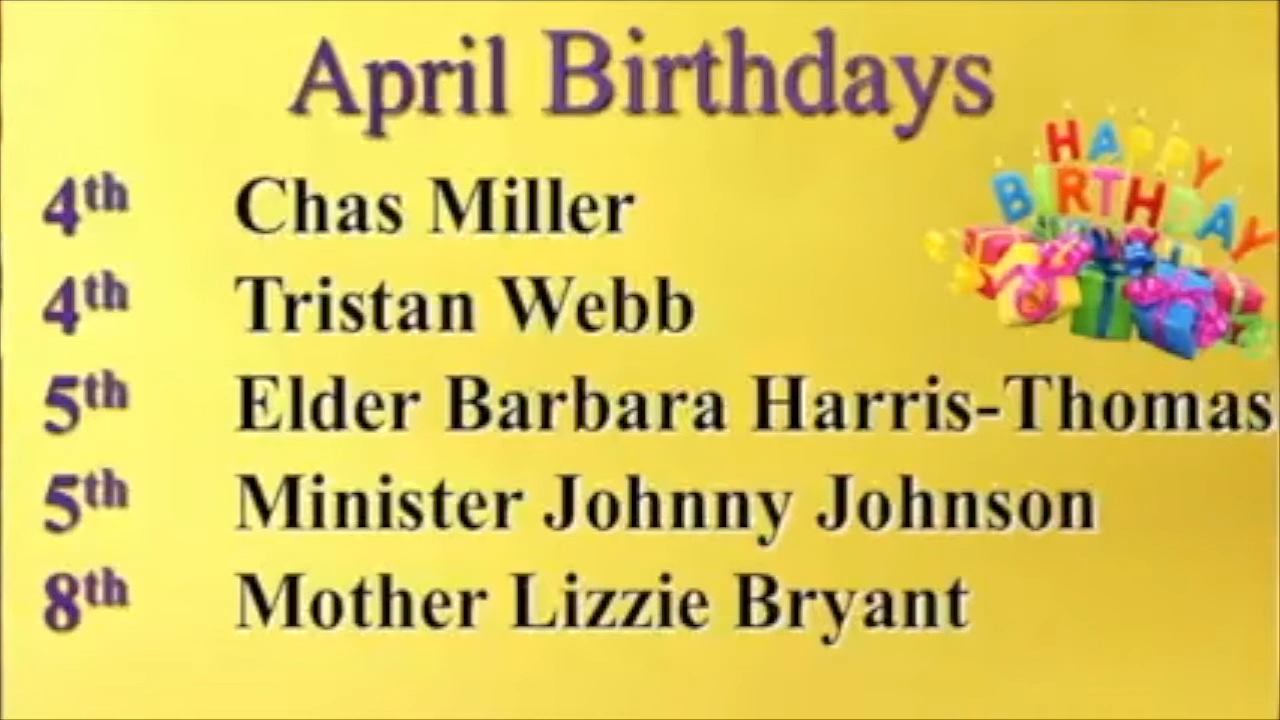 April Birthdays
HAPPY
BIRTHDAY
4th Chas Miller
4th Tristan Webb
5th Elder Barbara Harris-Thomas
5th Minister Johnny Johnson
8th Mother Lizzie Bryant